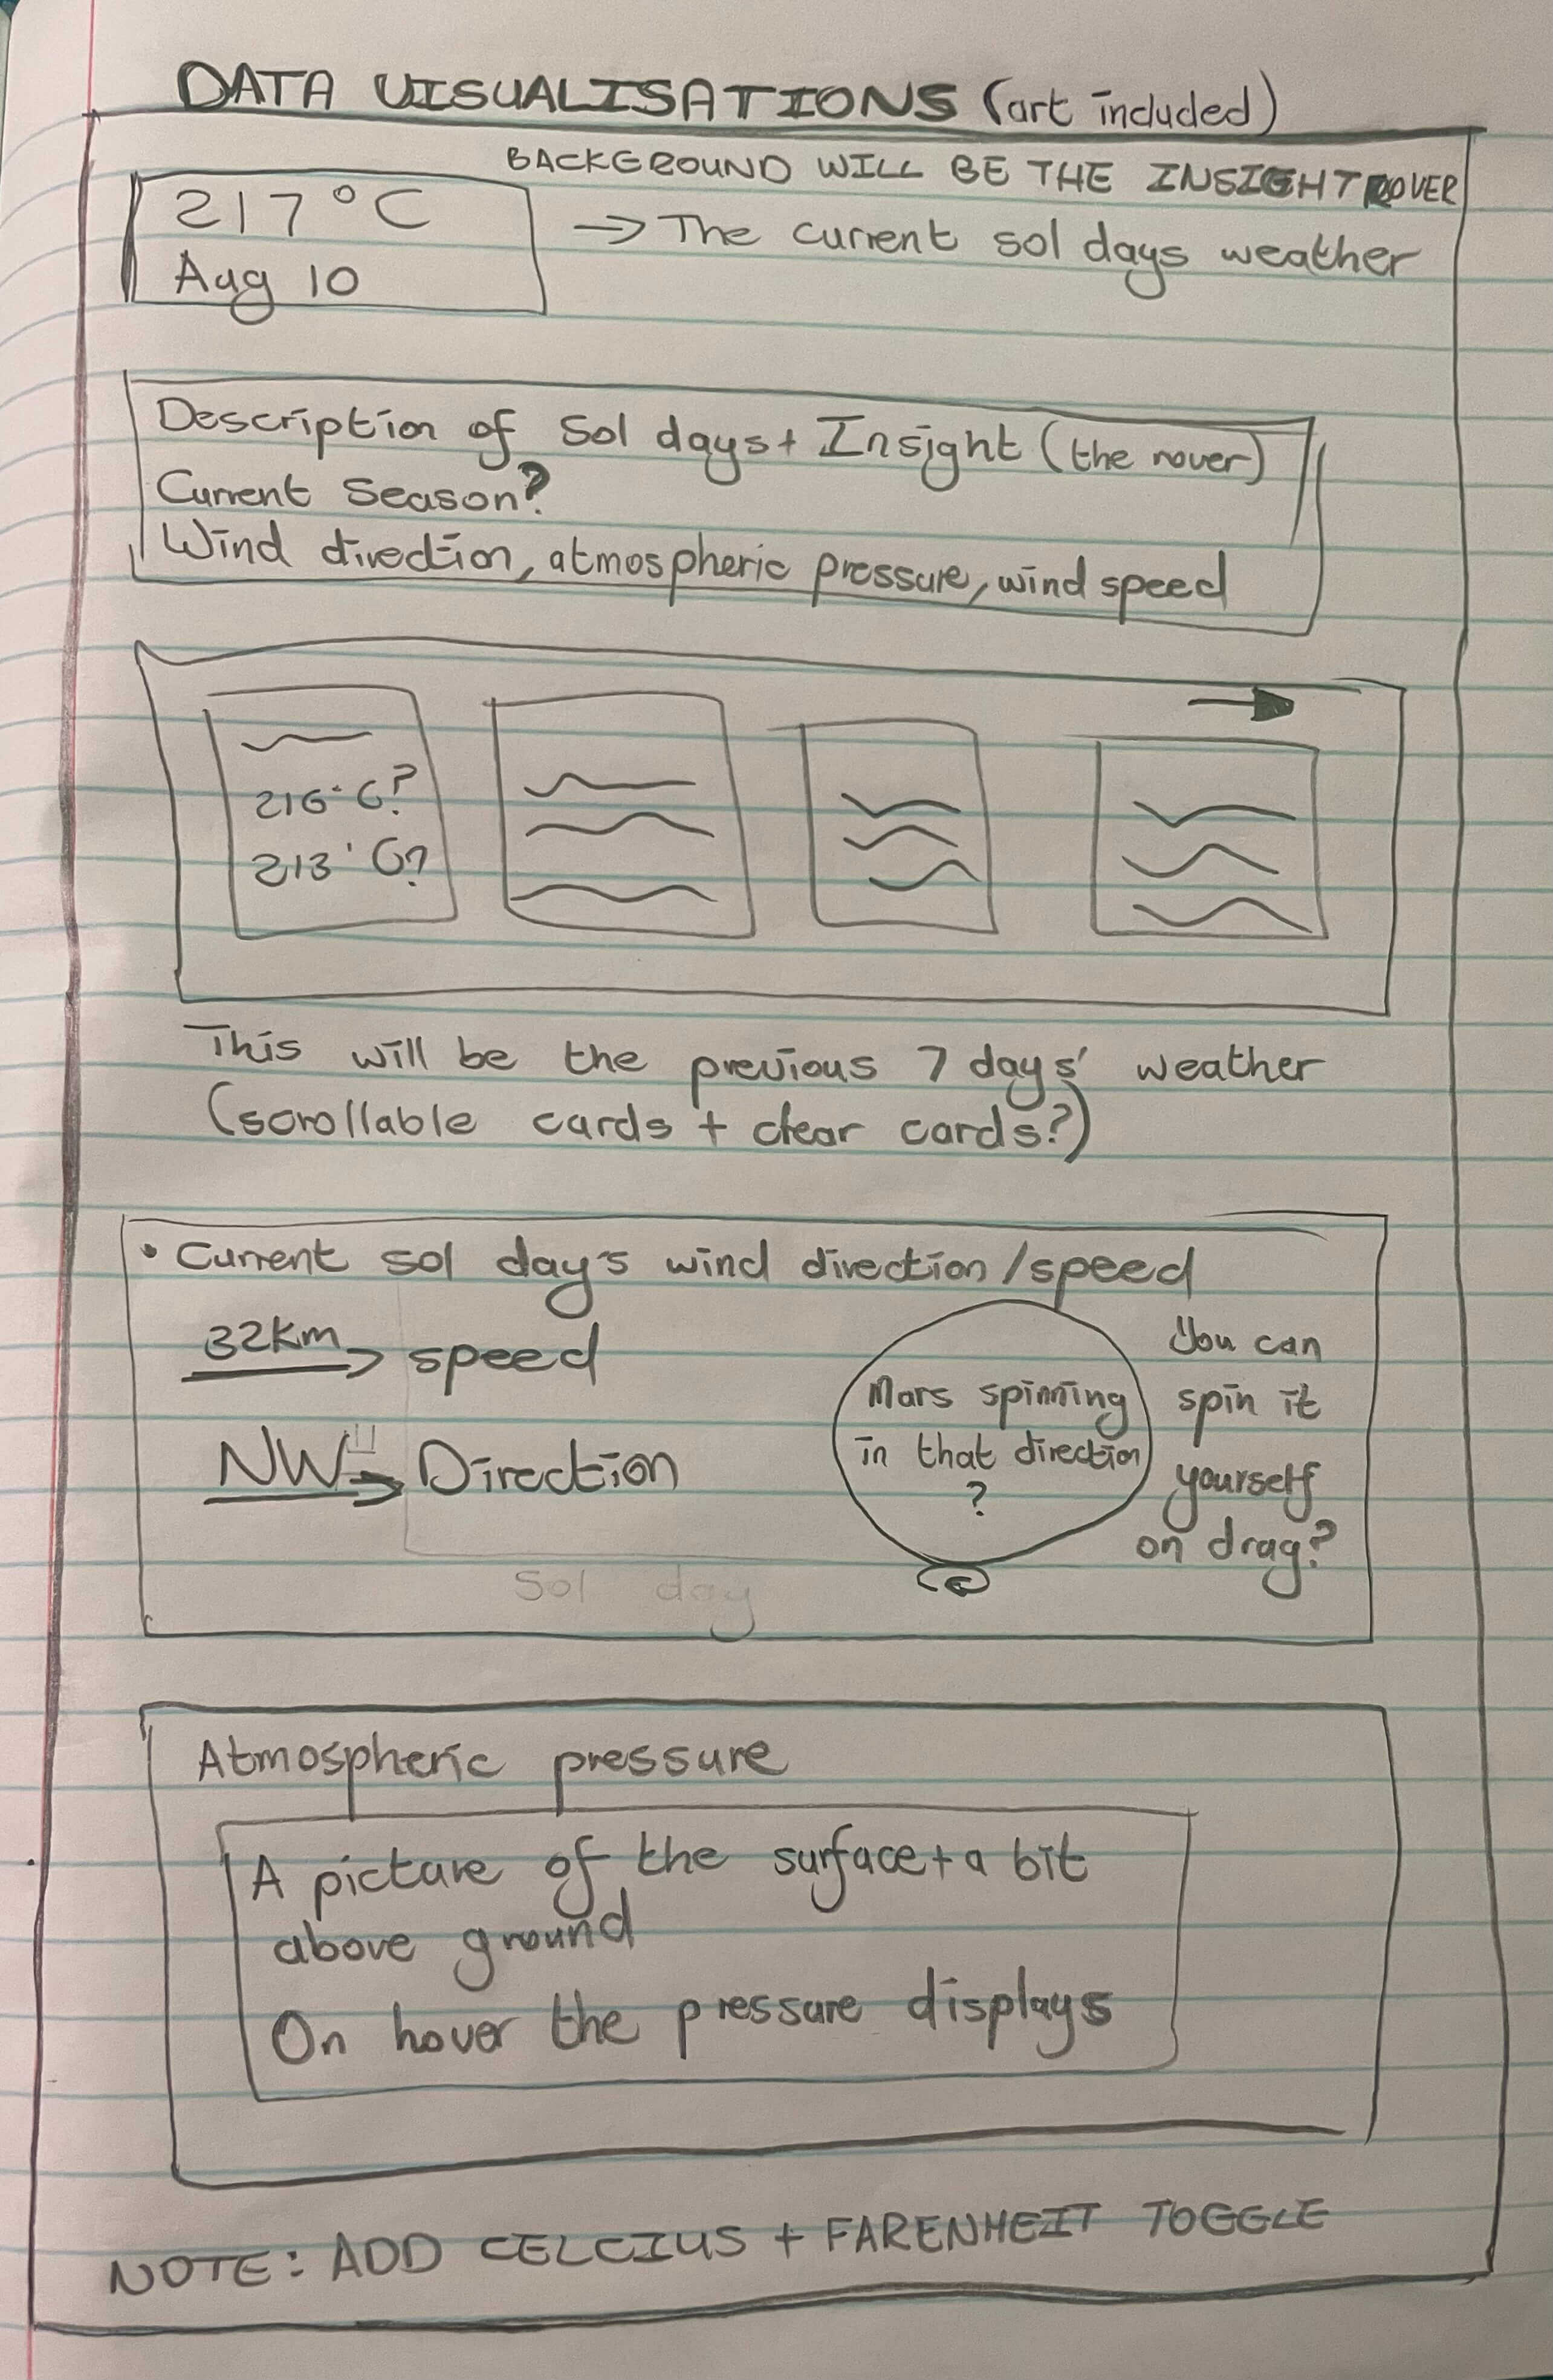 DATA VISUALISATIONS (art included)
BACKGROUND WILL BE THE INSIGHT ROVER
217°C
Aug 10
→ The current sol days weather
Description of Sol days + Insight (the rover)
Current Season?
Wind direction, atmospheric pressure, wind speed
216°C?
213°C?
This will be the previous 7 days' weather
(scrollable cards + clear cards?)
• Current sol day's wind direction/speed
32km → speed
NW → Direction
Mars spinning
in that direction
?
You can
spin it
yourself
on drag?
Sol day
Atmospheric pressure
A picture of the surface + a bit
above ground
On hover the pressure displays
NOTE: ADD CELCIUS + FARENHEIT TOGGLE